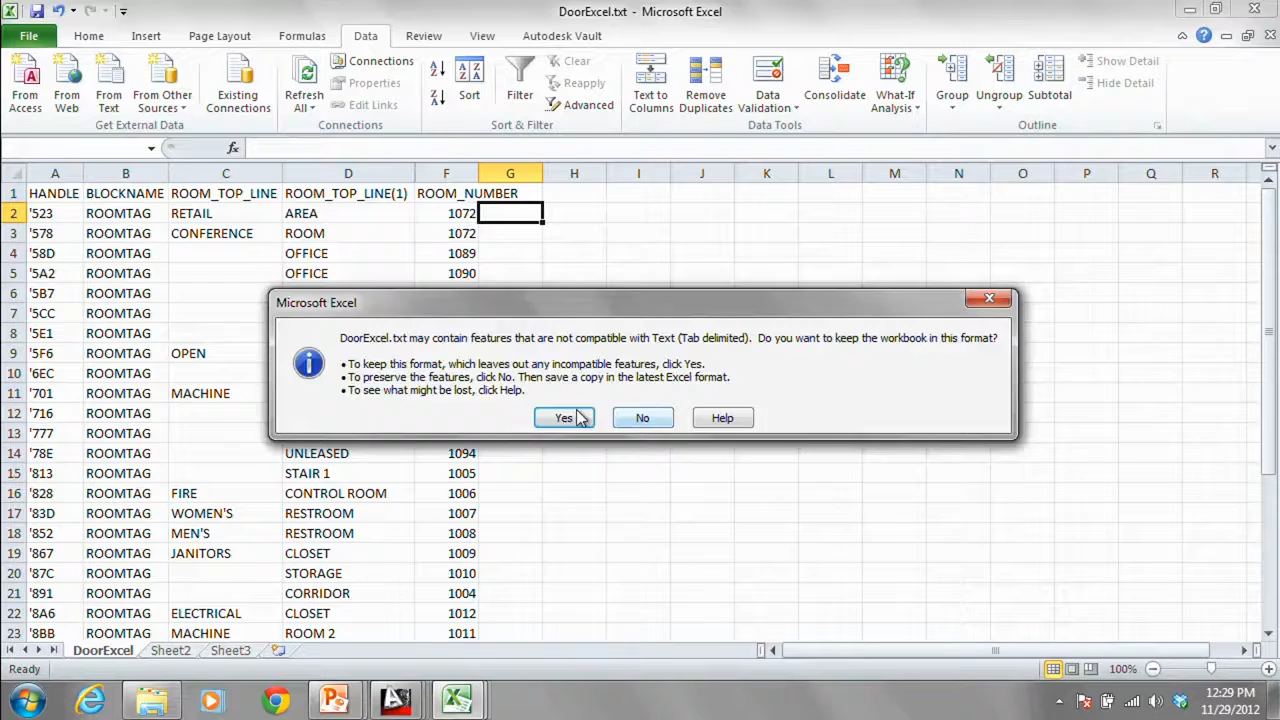 DoorExcel.txt - Microsoft Excel
File Home Insert Page Layout Formulas Data Review View Autodesk Vault
From Access
From Web
From Text
From Other Sources
Existing Connections
Get External Data
Refresh All
Connections
Properties
Edit Links
Connections
Sort
Filter
Clear
Reapply
Advanced
Sort & Filter
Text to Columns
Remove Duplicates
Data Validation
Consolidate
What-If Analysis
Data Tools
Group
Ungroup
Subtotal
Show Detail
Hide Detail
Outline
fx
A B C D F G H I J K L M N O P Q R
1 HANDLE BLOCKNAME ROOM_TOP_LINE ROOM_TOP_LINE(1) ROOM_NUMBER
2 '523 ROOMTAG RETAIL AREA 1072
3 '578 ROOMTAG CONFERENCE ROOM 1072
4 '58D ROOMTAG OFFICE 1089
5 '5A2 ROOMTAG OFFICE 1090
6 '5B7 ROOMTAG
7 '5CC ROOMTAG
8 '5E1 ROOMTAG
9 '5F6 ROOMTAG OPEN
10 '6EC ROOMTAG
11 '701 ROOMTAG MACHINE
12 '716 ROOMTAG
13 '777 ROOMTAG
14 '78E ROOMTAG UNLEASED 1094
15 '813 ROOMTAG STAIR 1 1005
16 '828 ROOMTAG FIRE CONTROL ROOM 1006
17 '83D ROOMTAG WOMEN'S RESTROOM 1007
18 '852 ROOMTAG MEN'S RESTROOM 1008
19 '867 ROOMTAG JANITORS CLOSET 1009
20 '87C ROOMTAG STORAGE 1010
21 '891 ROOMTAG CORRIDOR 1004
22 '8A6 ROOMTAG ELECTRICAL CLOSET 1012
23 '8BB ROOMTAG MACHINE ROOM 2 1011
Microsoft Excel
DoorExcel.txt may contain features that are not compatible with Text (Tab delimited). Do you want to keep the workbook in this format?
• To keep this format, which leaves out any incompatible features, click Yes.
• To preserve the features, click No. Then save a copy in the latest Excel format.
• To see what might be lost, click Help.
Yes No Help
DoorExcel Sheet2 Sheet3
Ready 100%
12:29 PM
11/29/2012